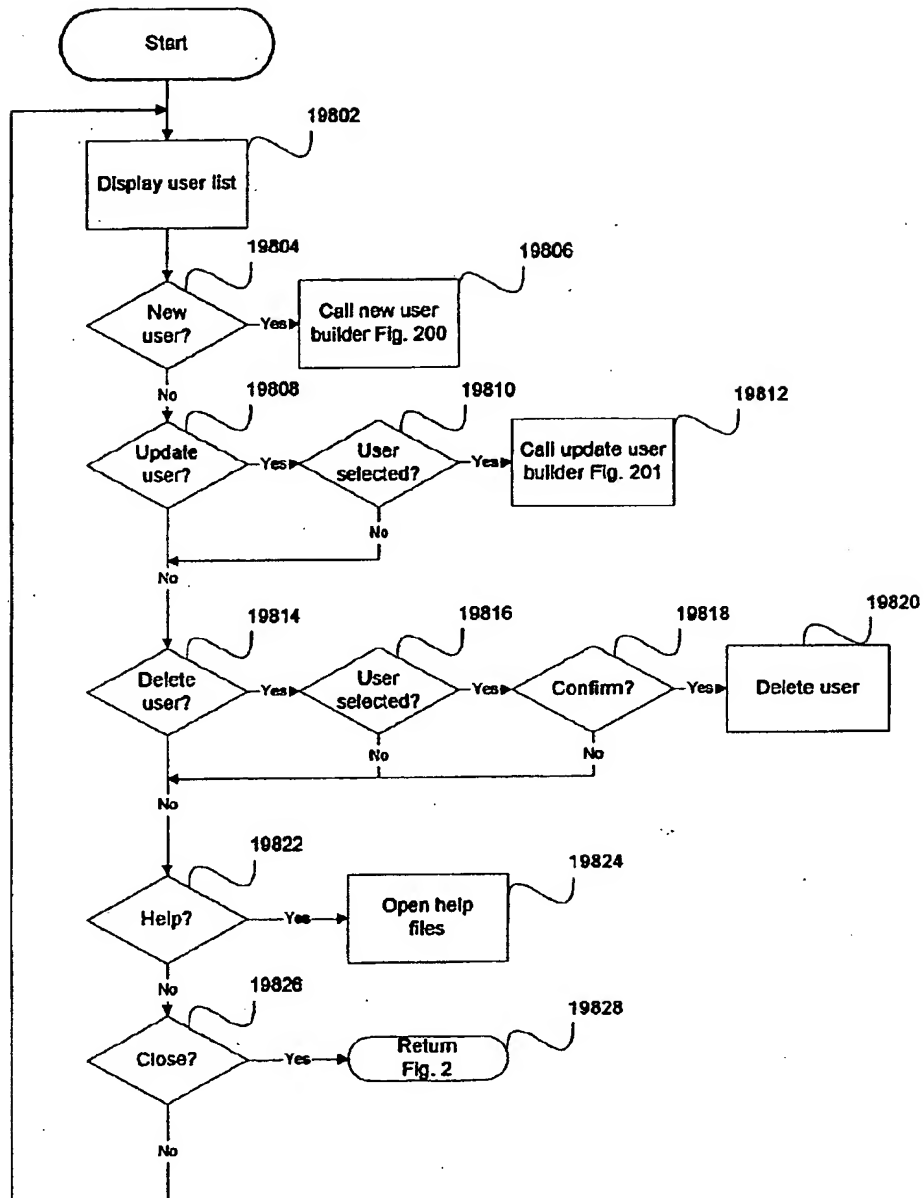 Start
19802
Display user list
19804
19806
New
user?
Yes
Call new user
builder Fig. 200
No
19808
19810
19812
Update
user?
Yes
User
selected?
Yes
Call update user
builder Fig. 201
No
No
19814
19816
19818
19820
Delete
user?
Yes
User
selected?
Yes
Confirm?
Yes
Delete user
No
No
No
19822
19824
Help?
Yes
Open help
files
No
19826
19828
Close?
Yes
Return
Fig. 2
No